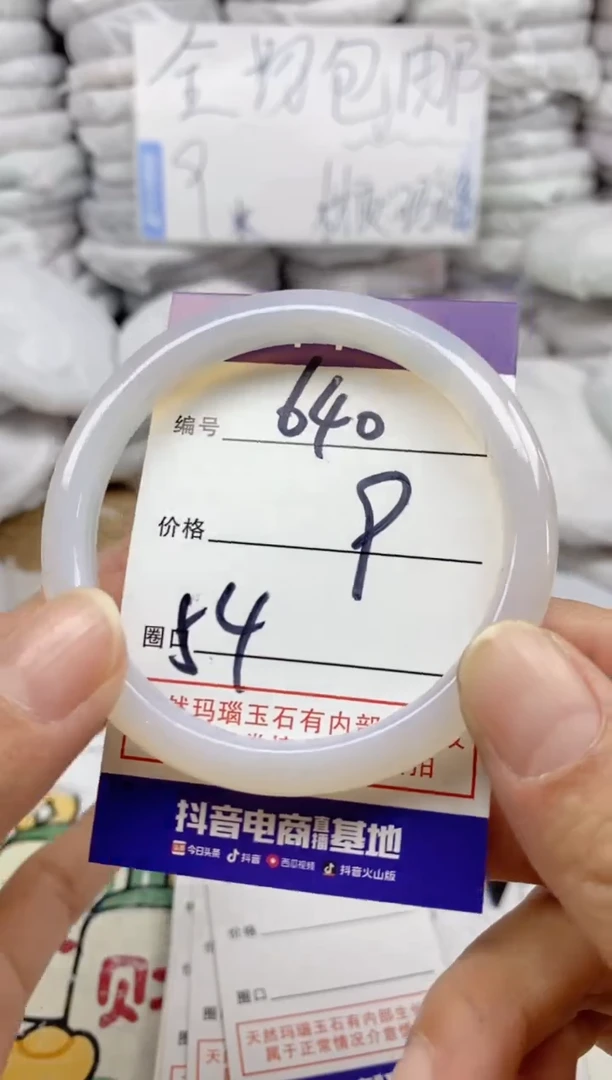 全场包邮
9
编号 640
价格 9
圈口 54
然玛瑙玉石有内部
抖音电商直播基地
今日头条 抖音 西瓜视频 抖音火山版
价格
圈口
天然玛瑙玉石有内部生
属于正常情况介意慎